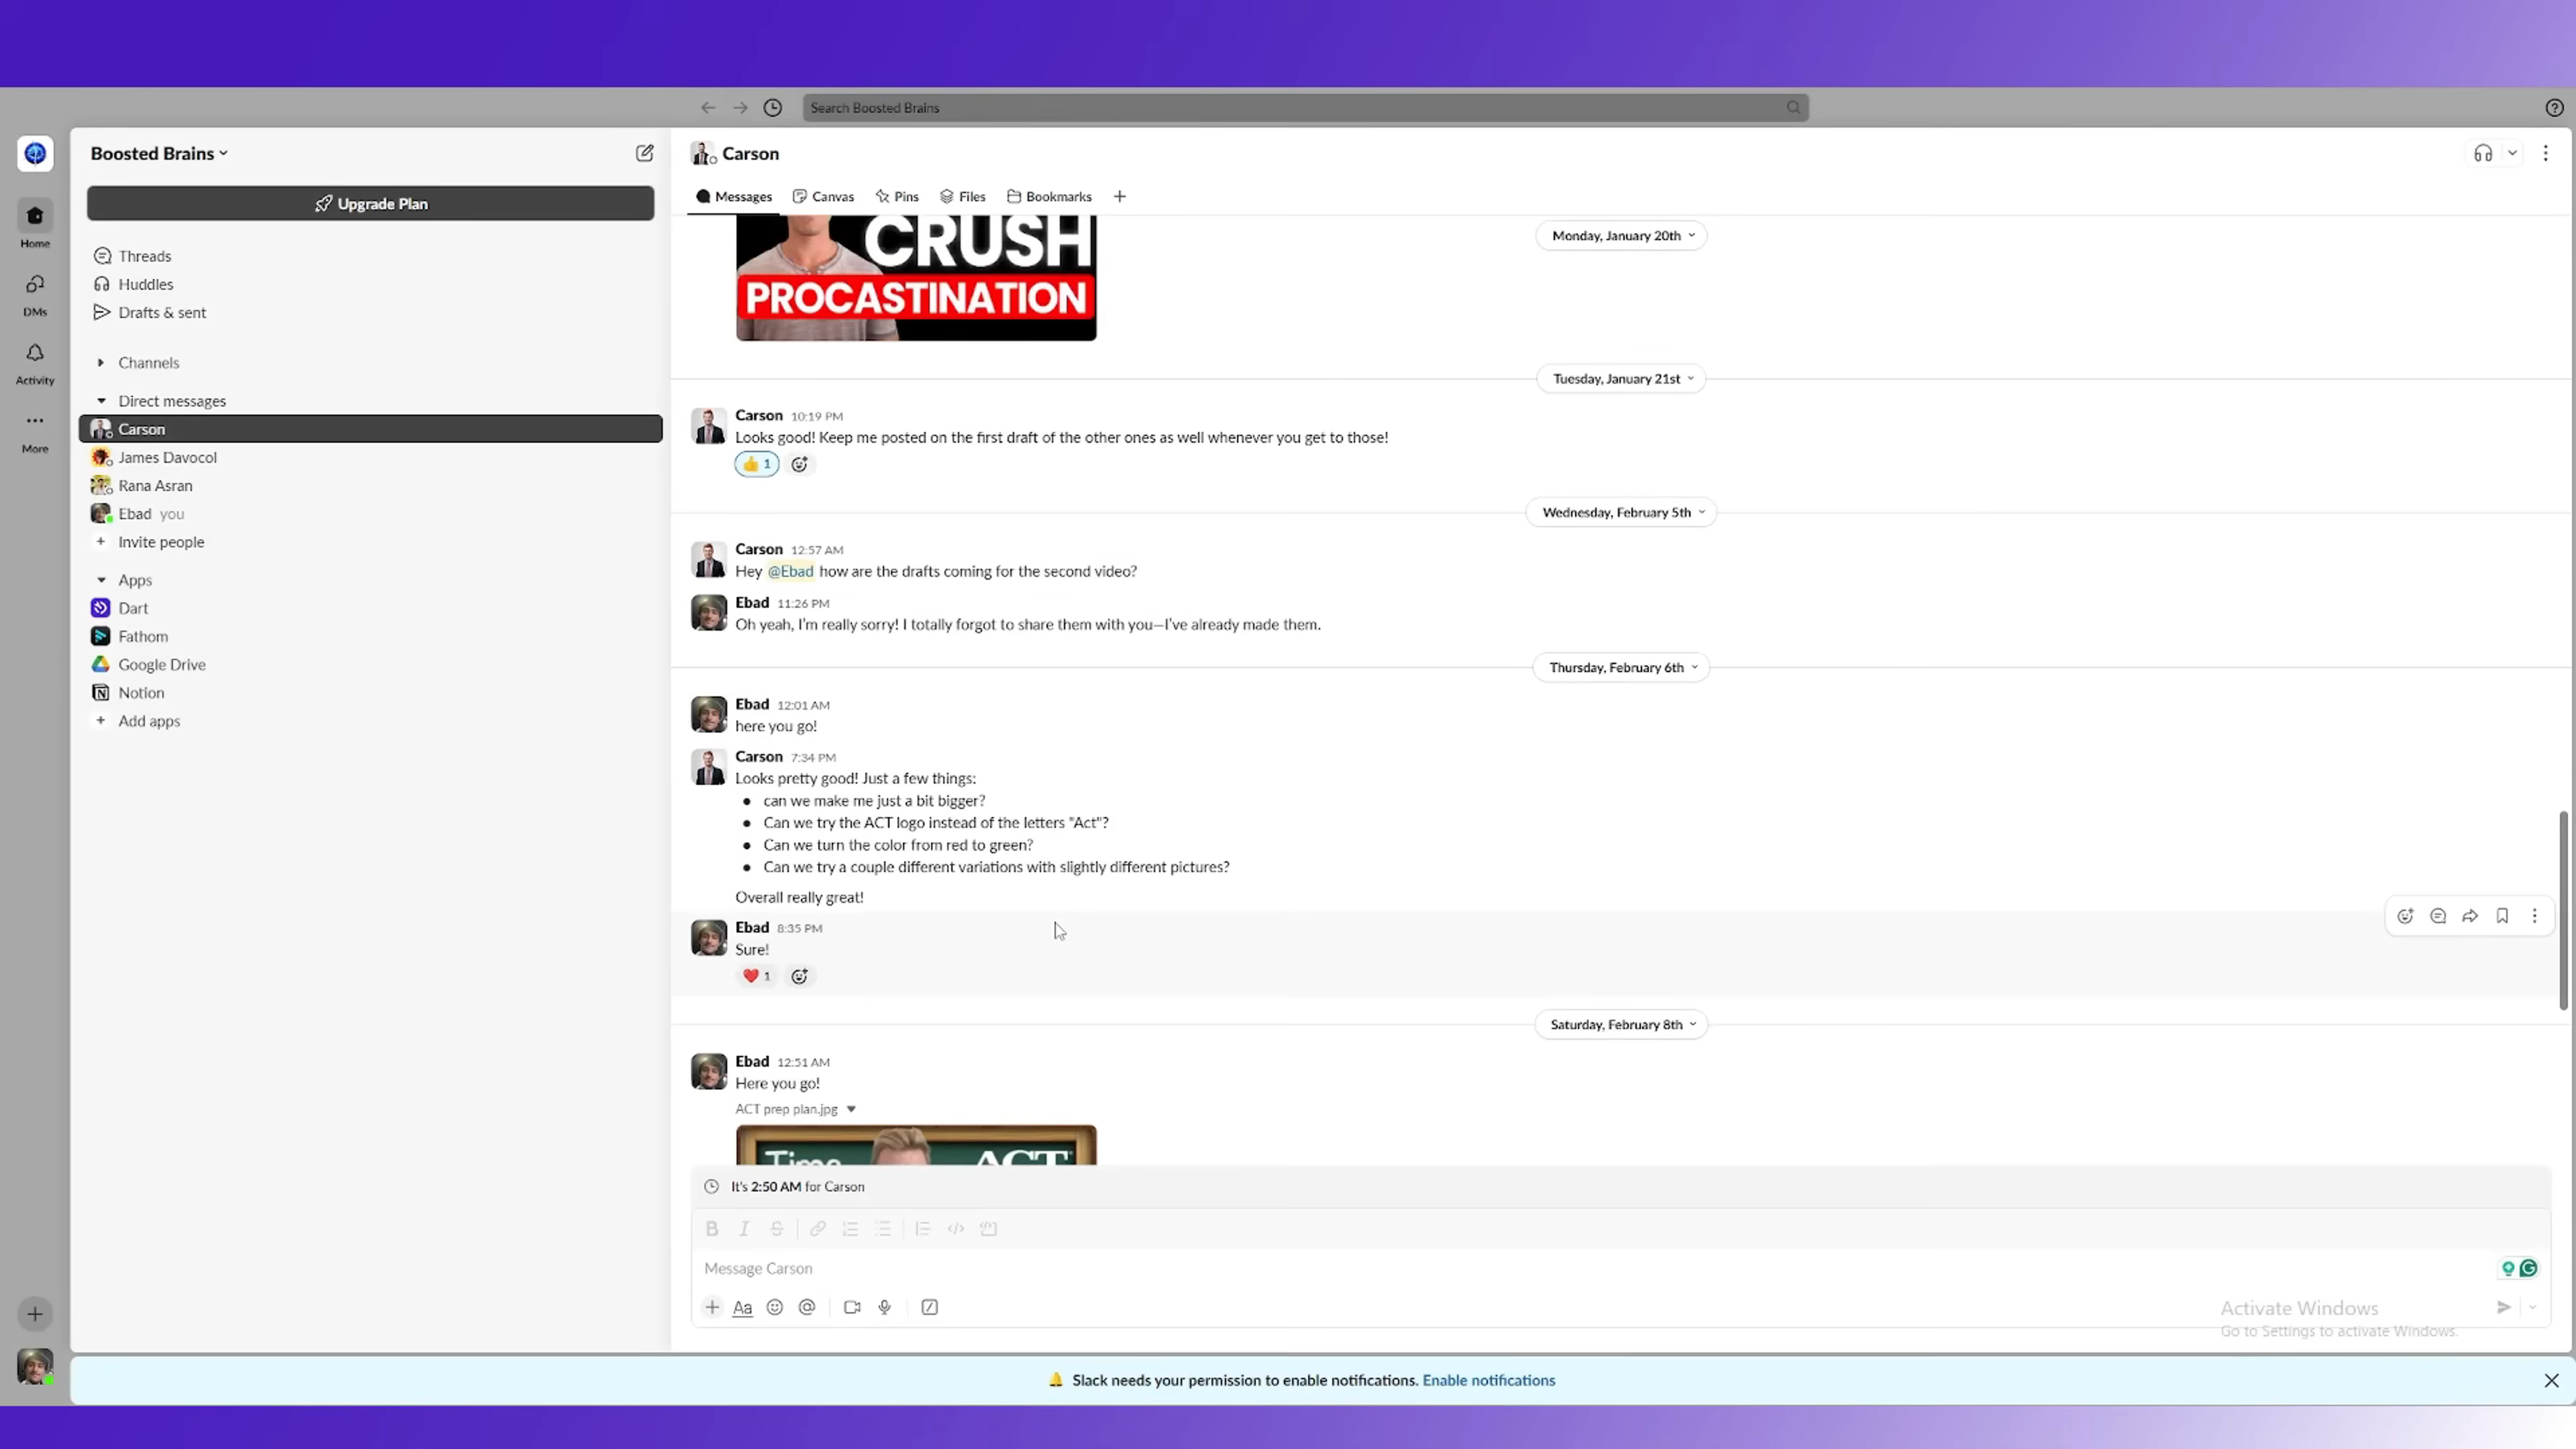 Search Boosted Brains
Boosted Brains
Upgrade Plan
Home
DMs
Activity
More
Threads
Huddles
Drafts & sent
Channels
Direct messages
Carson
James Davocol
Rana Asran
Ebad you
Invite people
Apps
Dart
Fathom
Google Drive
Notion
Add apps
Carson
Messages
Canvas
Pins
Files
Bookmarks
CRUSH
PROCASTINATION
Monday, January 20th
Tuesday, January 21st
Carson 10:19 PM
Looks good! Keep me posted on the first draft of the other ones as well whenever you get to those!
1
Wednesday, February 5th
Carson 12:57 AM
Hey @Ebad how are the drafts coming for the second video?
Ebad 11:26 PM
Oh yeah, I'm really sorry! I totally forgot to share them with you—I've already made them.
Thursday, February 6th
Ebad 12:01 AM
here you go!
Carson 7:34 PM
Looks pretty good! Just a few things:
• can we make me just a bit bigger?
• Can we try the ACT logo instead of the letters "Act"?
• Can we turn the color from red to green?
• Can we try a couple different variations with slightly different pictures?
Overall really great!
Ebad 8:35 PM
Sure!
1
Saturday, February 8th
Ebad 12:51 AM
Here you go!
ACT prep plan.jpg
Time
ACT
It's 2:50 AM for Carson
Message Carson
Aa
Activate Windows
Go to Settings to activate Windows.
Slack needs your permission to enable notifications. Enable notifications